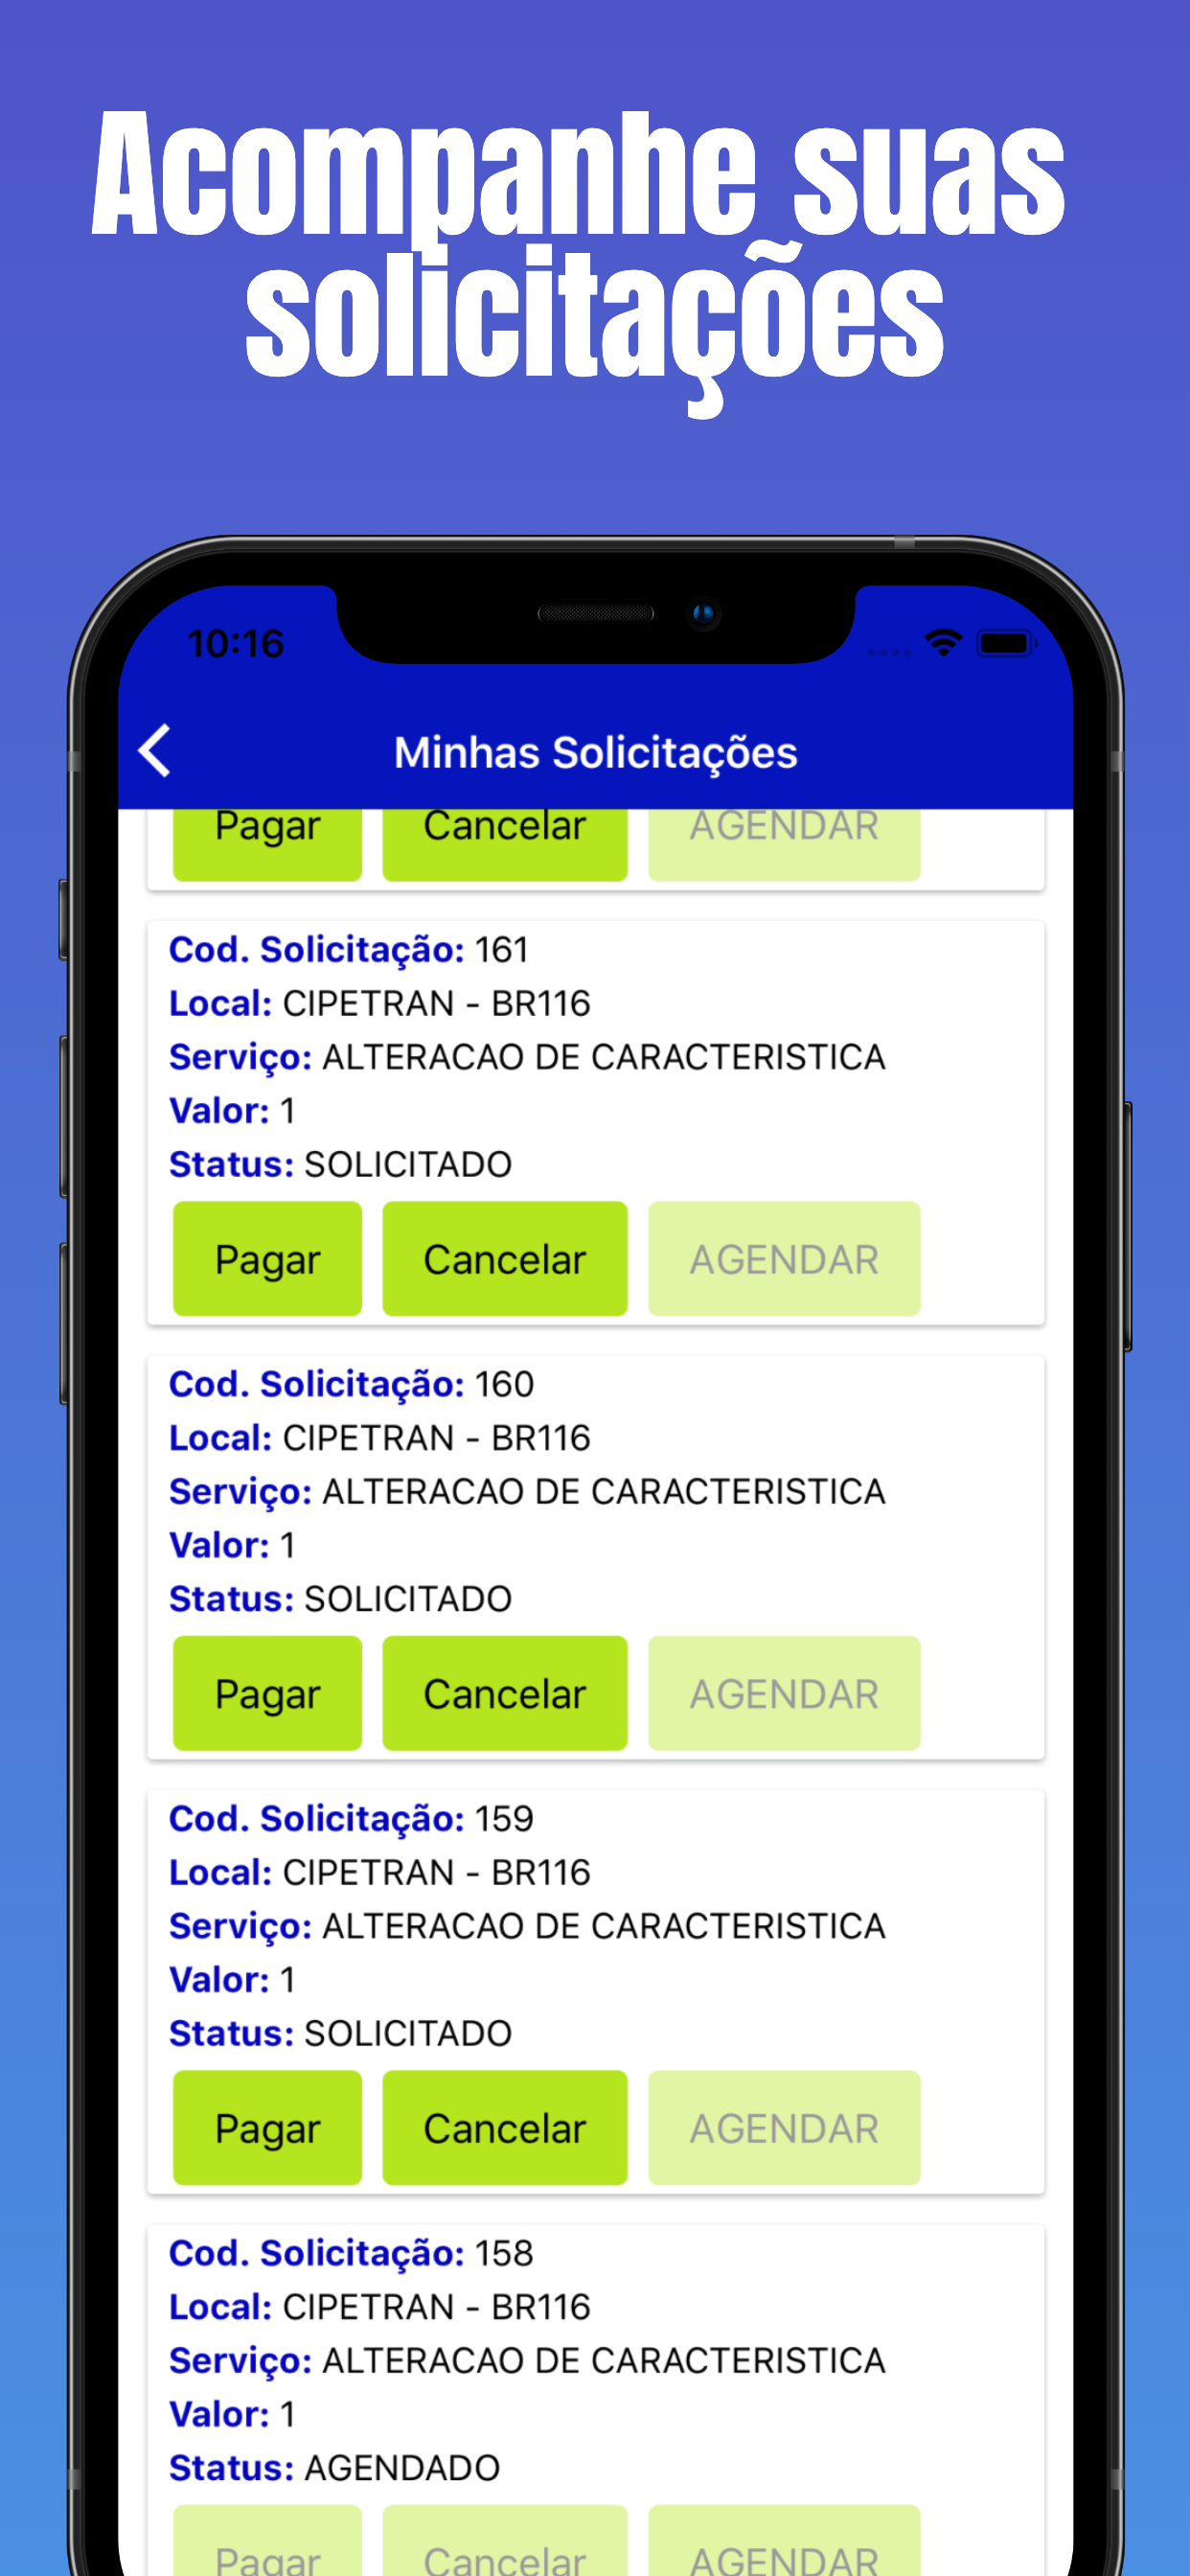 Acompanhe suas
solicitações
10:16
Minhas Solicitações
Pagar Cancelar AGENDAR
Cod. Solicitação: 161
Local: CIPETRAN - BR116
Serviço: ALTERACAO DE CARACTERISTICA
Valor: 1
Status: SOLICITADO
Pagar Cancelar AGENDAR
Cod. Solicitação: 160
Local: CIPETRAN - BR116
Serviço: ALTERACAO DE CARACTERISTICA
Valor: 1
Status: SOLICITADO
Pagar Cancelar AGENDAR
Cod. Solicitação: 159
Local: CIPETRAN - BR116
Serviço: ALTERACAO DE CARACTERISTICA
Valor: 1
Status: SOLICITADO
Pagar Cancelar AGENDAR
Cod. Solicitação: 158
Local: CIPETRAN - BR116
Serviço: ALTERACAO DE CARACTERISTICA
Valor: 1
Status: AGENDADO
Pagar Cancelar AGENDAR